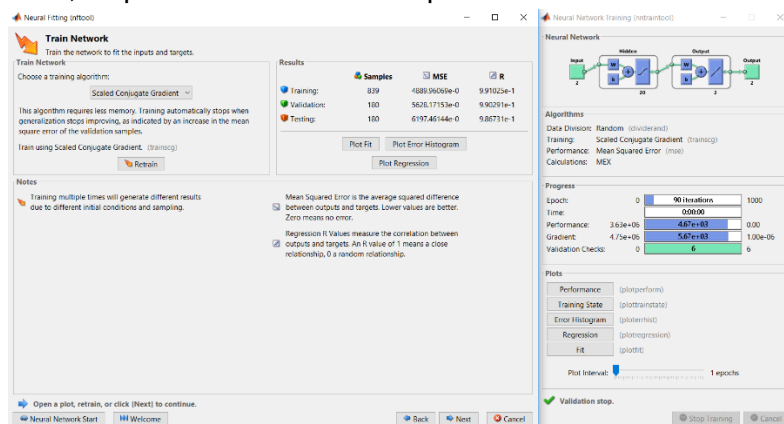 Neural Fitting (nftool)
Train Network
Train the network to fit the inputs and targets.
Train Network
Choose a training algorithm:
Scaled Conjugate Gradient
This algorithm requires less memory. Training automatically stops when
generalization stops improving, as indicated by an increase in the mean
square error of the validation samples.
Train using Scaled Conjugate Gradient. (trainscg)
Retrain
Results
Samples MSE R
Training: 839 4889.96069e-0 9.91025e-1
Validation: 180 5628.17153e-0 9.90291e-1
Testing: 180 6197.46144e-0 9.86731e-1
Plot Fit Plot Error Histogram
Plot Regression
Notes
Training multiple times will generate different results
due to different initial conditions and sampling.
Mean Squared Error is the average squared difference
between outputs and targets. Lower values are better.
Zero means no error.
Regression R Values measure the correlation between
outputs and targets. An R value of 1 means a close
relationship, 0 a random relationship.
Open a plot, retrain, or click [Next] to continue.
Neural Network Start Welcome Back Next Cancel
Neural Network Training (nntraintool)
Neural Network
Hidden Output
Input Output
W b W b
2 20 2 2
Algorithms
Data Division: Random (dividerand)
Training: Scaled Conjugate Gradient (trainscg)
Performance: Mean Squared Error (mse)
Calculations: MEX
Progress
Epoch: 0 90 iterations 1000
Time: 0:00:00
Performance: 3.63e+06 4.67e+03 0.00
Gradient: 4.75e+06 5.67e+03 1.00e-06
Validation Checks: 0 6 6
Plots
Performance (plotperform)
Training State (plottrainstate)
Error Histogram (ploterrhist)
Regression (plotregression)
Fit (plotfit)
Plot Interval: 1 epochs
Validation stop.
Stop Training Cancel